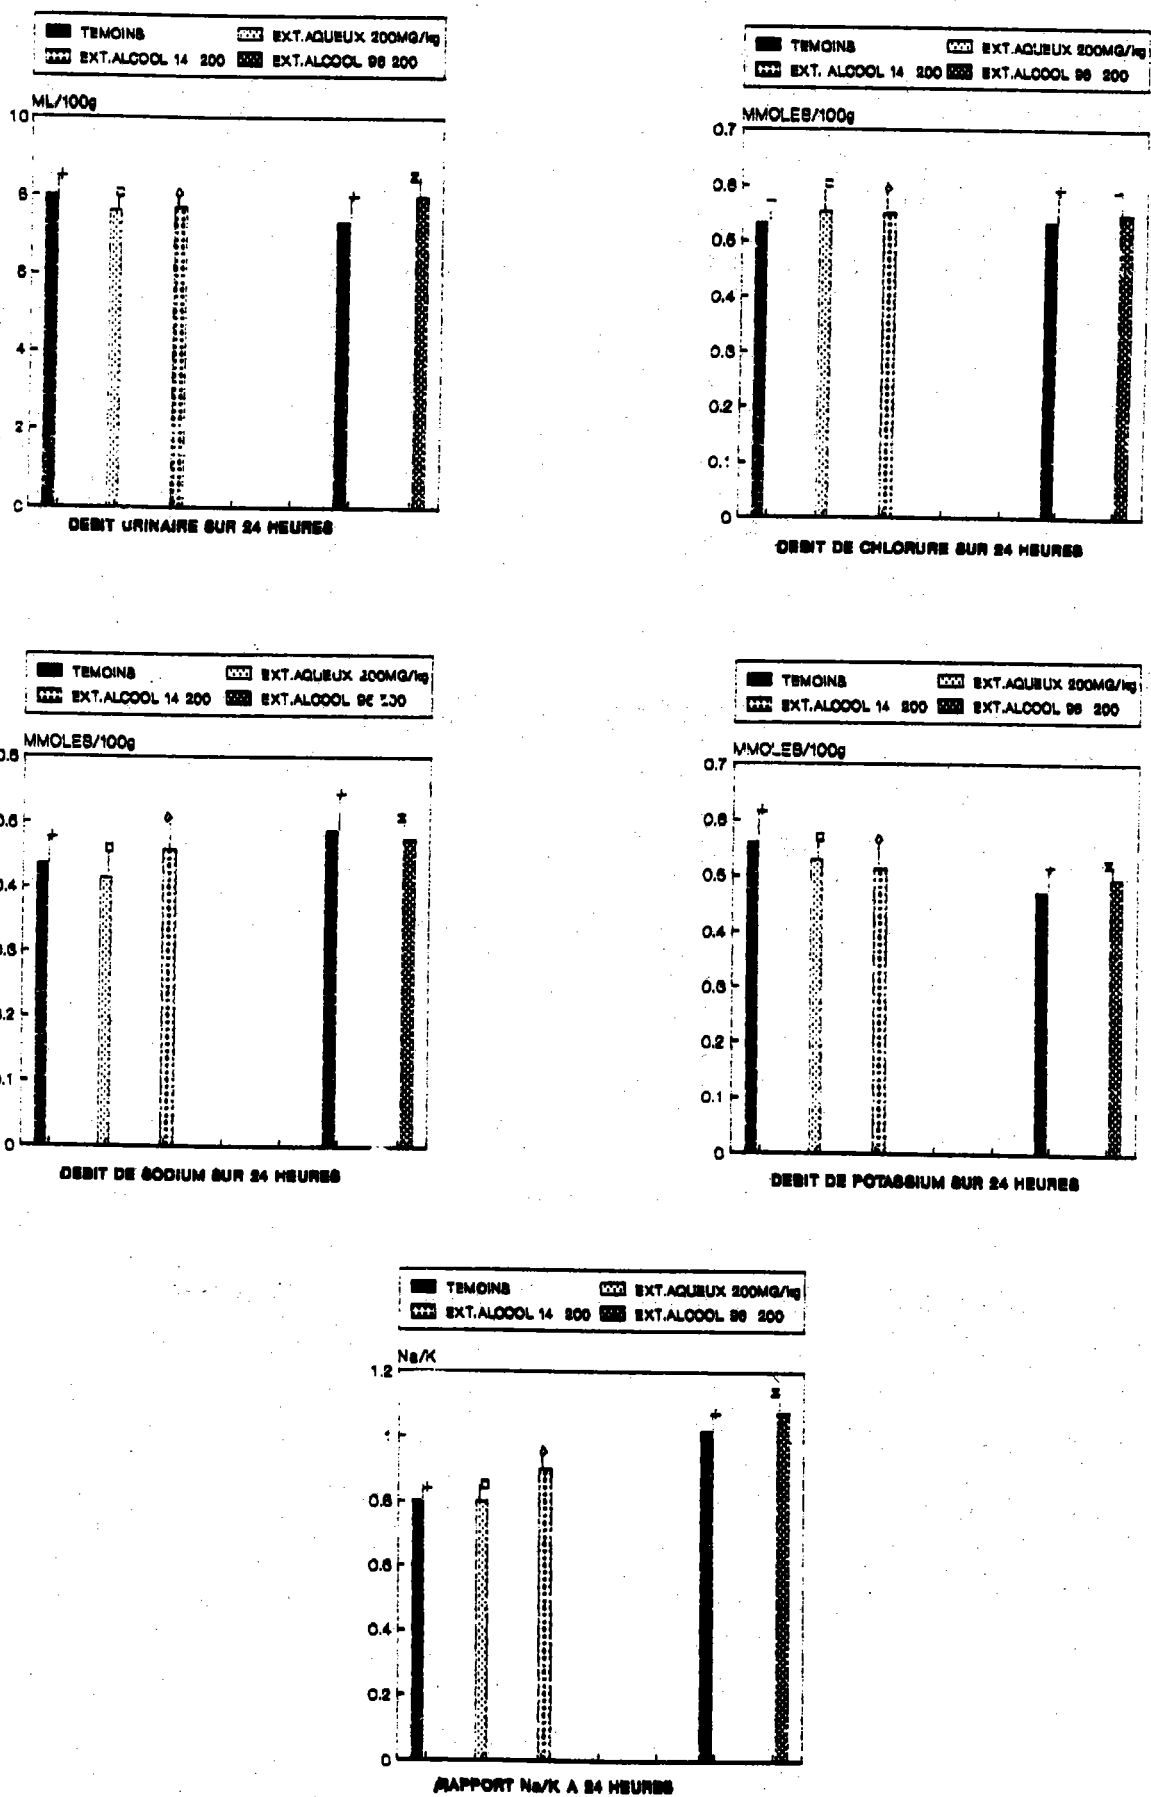 TEMOINS EXT.AQUEUX 200MG/kg
EXT.ALCOOL 14 200 EXT.ALCOOL 96 200
ML/100g
10
8
6
4
2
0
DEBIT URINAIRE SUR 24 HEURES
TEMOINS EXT.AQUEUX 200MG/kg
EXT. ALCOOL 14 200 EXT.ALCOOL 96 200
MMOLES/100g
0.7
0.6
0.5
0.4
0.3
0.2
0.1
0
DEBIT DE CHLORURE SUR 24 HEURES
TEMOINS EXT.AQUEUX 200MG/kg
EXT.ALCOOL 14 200 EXT.ALCOOL
MMOLES/100g
0
DEBIT DE SODIUM SUR 24 HEURES
TEMOINS EXT.AQUEUX 200MG/kg
EXT.ALCOOL 14 200 EXT.ALCOOL 96 200
MMOLES/100g
0.7
0.6
0.5
0.4
0.3
0.2
0.1
0
DEBIT DE POTASSIUM SUR 24 HEURES
TEMOINS EXT.AQUEUX 200MG/kg
EXT.ALCOOL 14 200 EXT.ALCOOL 96 200
Na/K
1.2
1
0.8
0.6
0.4
0.2
0
RAPPORT Na/K A 24 HEURES